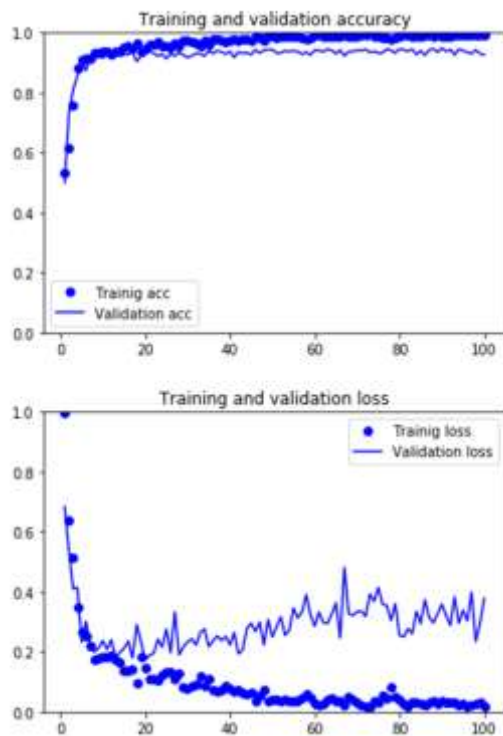 Training and validation accuracy
1.0
0.8
0.6
0.4
0.2
0.0
Trainig acc
Validation acc
0 20 40 60 80 100
Training and validation loss
1.0
0.8
0.6
0.4
0.2
0.0
Trainig loss
Validation loss
0 20 40 60 80 100